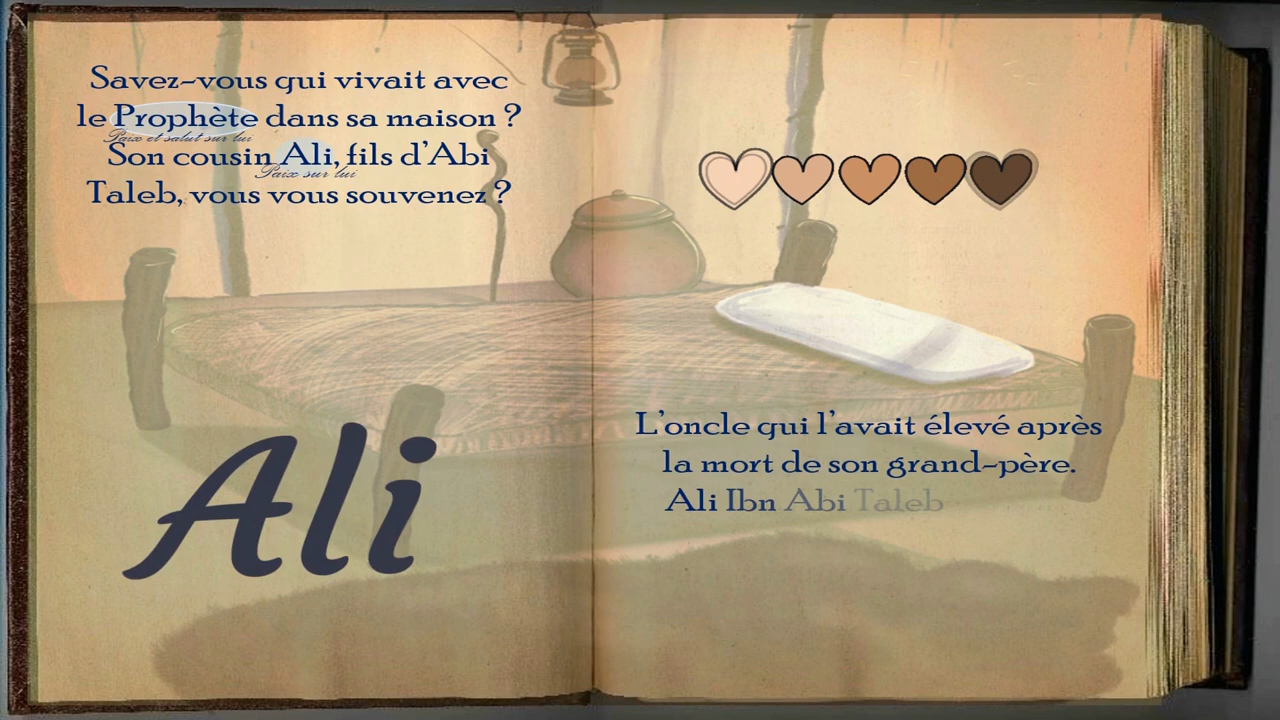 Savez-vous qui vivait avec
le Prophète dans sa maison ?
Paix et salut sur lui
Son cousin Ali, fils d'Abi
Paix sur lui
Taleb, vous vous souvenez ?
Ali
L'oncle qui l'avait élevé après
la mort de son grand-père.
Ali Ibn Abi Taleb